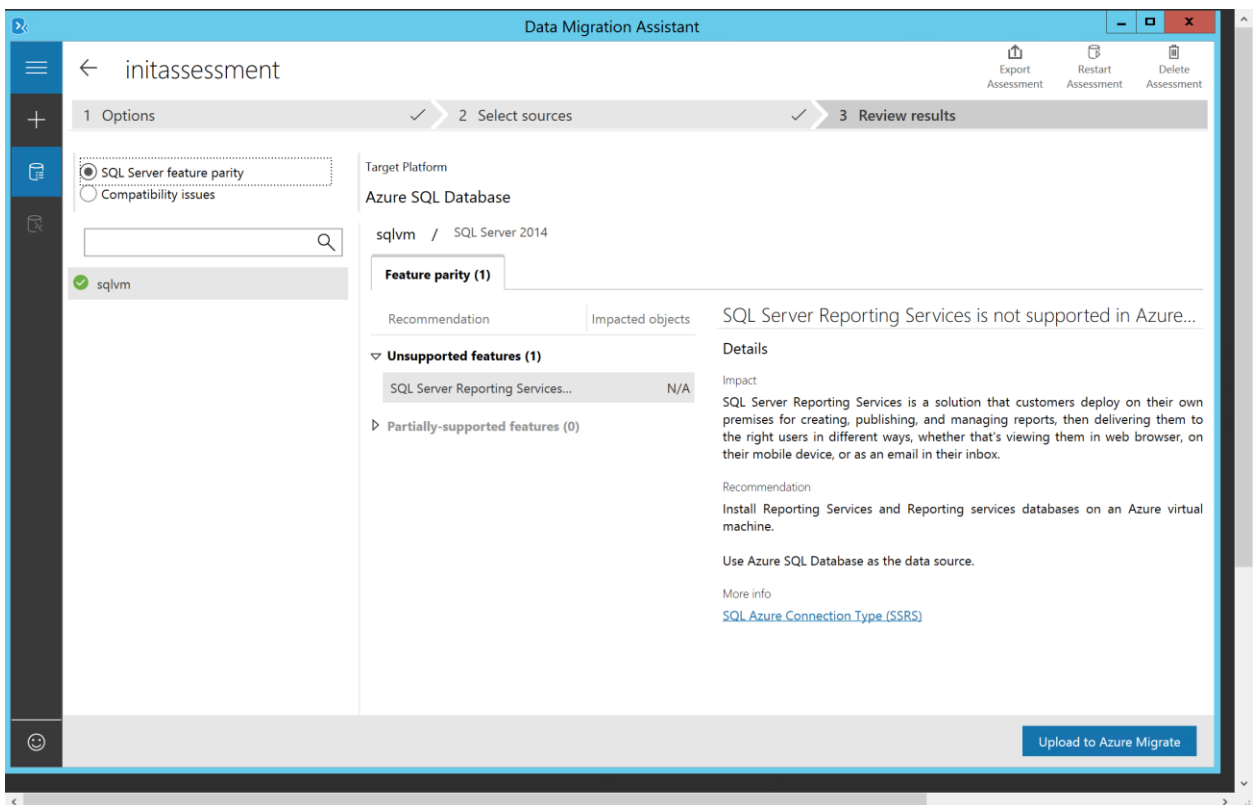 Data Migration Assistant
initassessment
Export Assessment
Restart Assessment
Delete Assessment
1 Options
2 Select sources
3 Review results
SQL Server feature parity
Compatibility issues
sqlvm
Target Platform
Azure SQL Database
sqlvm / SQL Server 2014
Feature parity (1)
Recommendation Impacted objects
Unsupported features (1)
SQL Server Reporting Services... N/A
Partially-supported features (0)
SQL Server Reporting Services is not supported in Azure...
Details
Impact
SQL Server Reporting Services is a solution that customers deploy on their own
premises for creating, publishing, and managing reports, then delivering them to
the right users in different ways, whether that's viewing them in web browser, on
their mobile device, or as an email in their inbox.
Recommendation
Install Reporting Services and Reporting services databases on an Azure virtual
machine.
Use Azure SQL Database as the data source.
More info
SQL Azure Connection Type (SSRS)
Upload to Azure Migrate